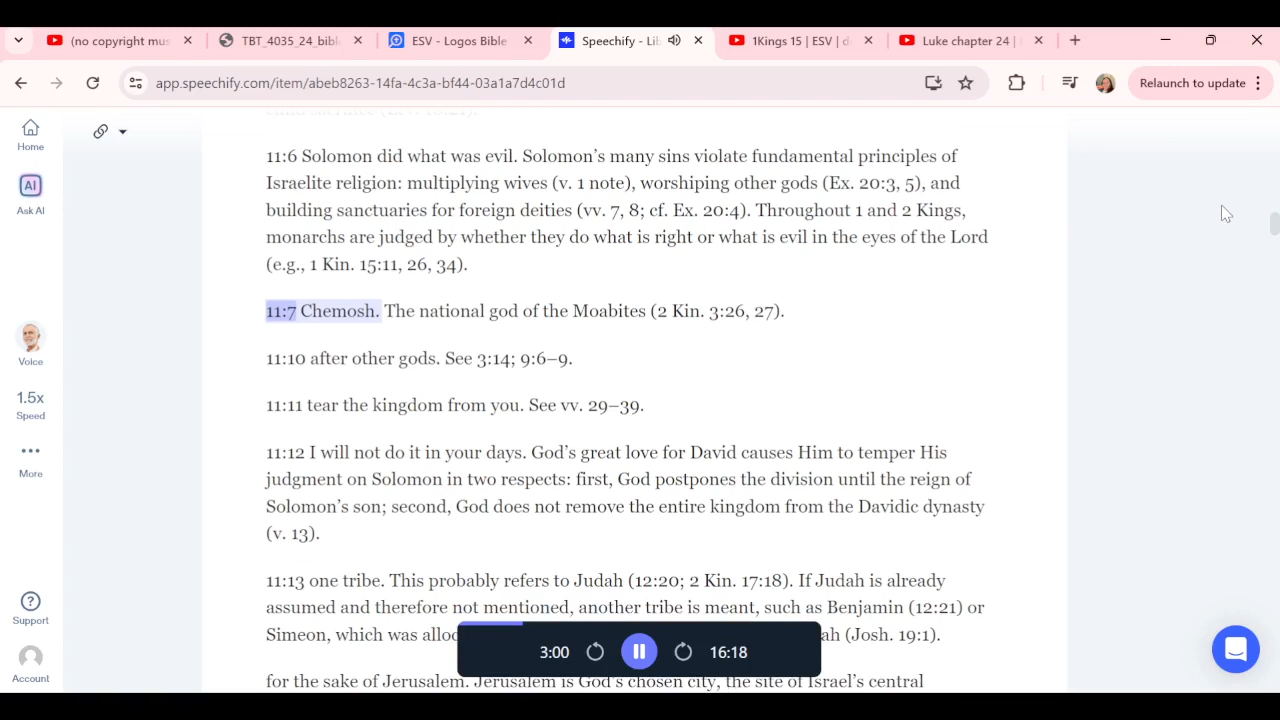 (no copyright mus
TBT_4035_24_bible
ESV - Logos Bible
Speechify - Lib
1Kings 15 | ESV | d
Luke chapter 24 |
app.speechify.com/item/abeb8263-14fa-4c3a-bf44-03a1a7d4c01d
Relaunch to update
Home
AI
Ask AI
Voice
1.5x
Speed
More
Support
Account
11:6 Solomon did what was evil. Solomon’s many sins violate fundamental principles of
Israelite religion: multiplying wives (v. 1 note), worshiping other gods (Ex. 20:3, 5), and
building sanctuaries for foreign deities (vv. 7, 8; cf. Ex. 20:4). Throughout 1 and 2 Kings,
monarchs are judged by whether they do what is right or what is evil in the eyes of the Lord
(e.g., 1 Kin. 15:11, 26, 34).
11:7 Chemosh. The national god of the Moabites (2 Kin. 3:26, 27).
11:10 after other gods. See 3:14; 9:6–9.
11:11 tear the kingdom from you. See vv. 29–39.
11:12 I will not do it in your days. God’s great love for David causes Him to temper His
judgment on Solomon in two respects: first, God postpones the division until the reign of
Solomon’s son; second, God does not remove the entire kingdom from the Davidic dynasty
(v. 13).
11:13 one tribe. This probably refers to Judah (12:20; 2 Kin. 17:18). If Judah is already
assumed and therefore not mentioned, another tribe is meant, such as Benjamin (12:21) or
Simeon, which was alloc ah (Josh. 19:1).
for the sake of Jerusalem. Jerusalem is God’s chosen city, the site of Israel’s central
3:00
16:18